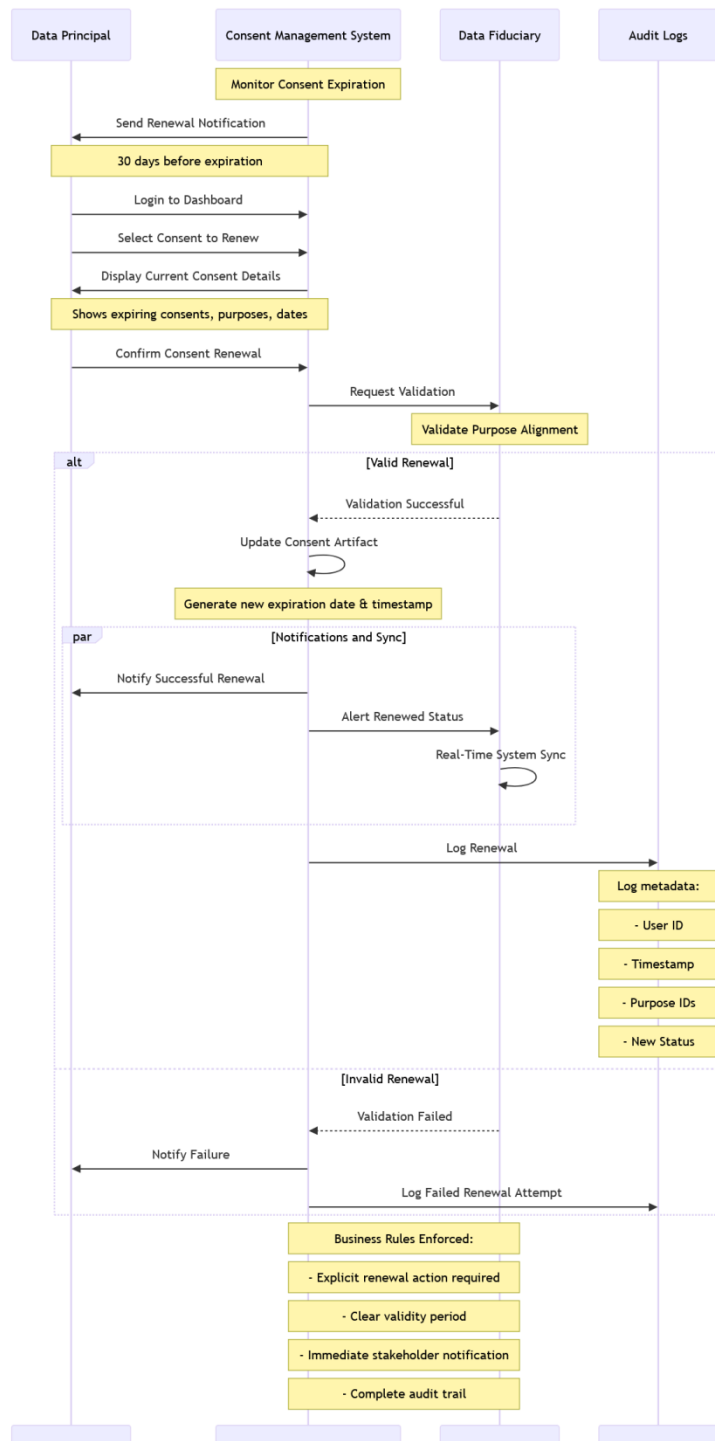 Data Principal
Consent Management System
Data Fiduciary
Audit Logs
Monitor Consent Expiration
Send Renewal Notification
30 days before expiration
Login to Dashboard
Select Consent to Renew
Display Current Consent Details
Shows expiring consents, purposes, dates
Confirm Consent Renewal
Request Validation
Validate Purpose Alignment
alt
[Valid Renewal]
Validation Successful
Update Consent Artifact
Generate new expiration date & timestamp
par
[Notifications and Sync]
Notify Successful Renewal
Alert Renewed Status
Real-Time System Sync
Log Renewal
Log metadata:
- User ID
- Timestamp
- Purpose IDs
- New Status
[Invalid Renewal]
Validation Failed
Notify Failure
Log Failed Renewal Attempt
Business Rules Enforced:
- Explicit renewal action required
- Clear validity period
- Immediate stakeholder notification
- Complete audit trail